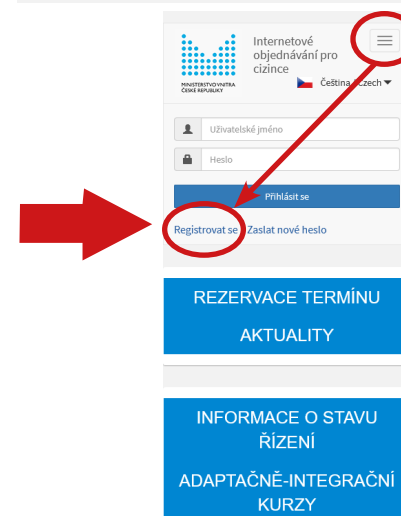 Internetové
objednávání pro
cizince
MINISTERSTVO VNITRA
ČESKÉ REPUBLIKY
Čeština Czech
Uživatelské jméno
Heslo
Přihlásit se
Registrovat se Zaslat nové heslo
REZERVACE TERMÍNU
AKTUALITY
INFORMACE O STAVU
ŘÍZENÍ
ADAPTAČNĚ-INTEGRAČNÍ
KURZY